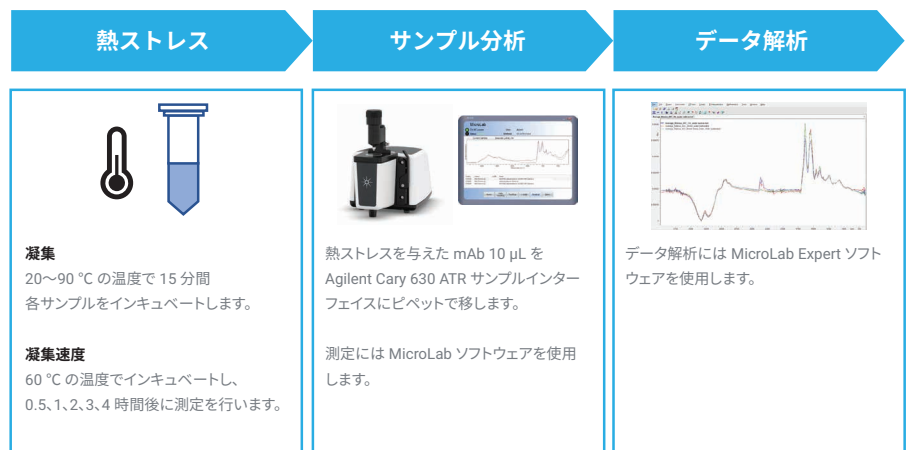 熱ストレス
サンプル分析
データ解析
凝集
20～90 °C の温度で 15 分間
各サンプルをインキュベートします。
凝集速度
60 °C の温度でインキュベートし、
0.5、1、2、3、4 時間後に測定を行います。
MicroLab
熱ストレスを与えた mAb 10 µL を
Agilent Cary 630 ATR サンプルインター
フェイスにピペットで移します。
測定には MicroLab ソフトウェアを使用
します。
データ解析には MicroLab Expert ソフト
ウェアを使用します。